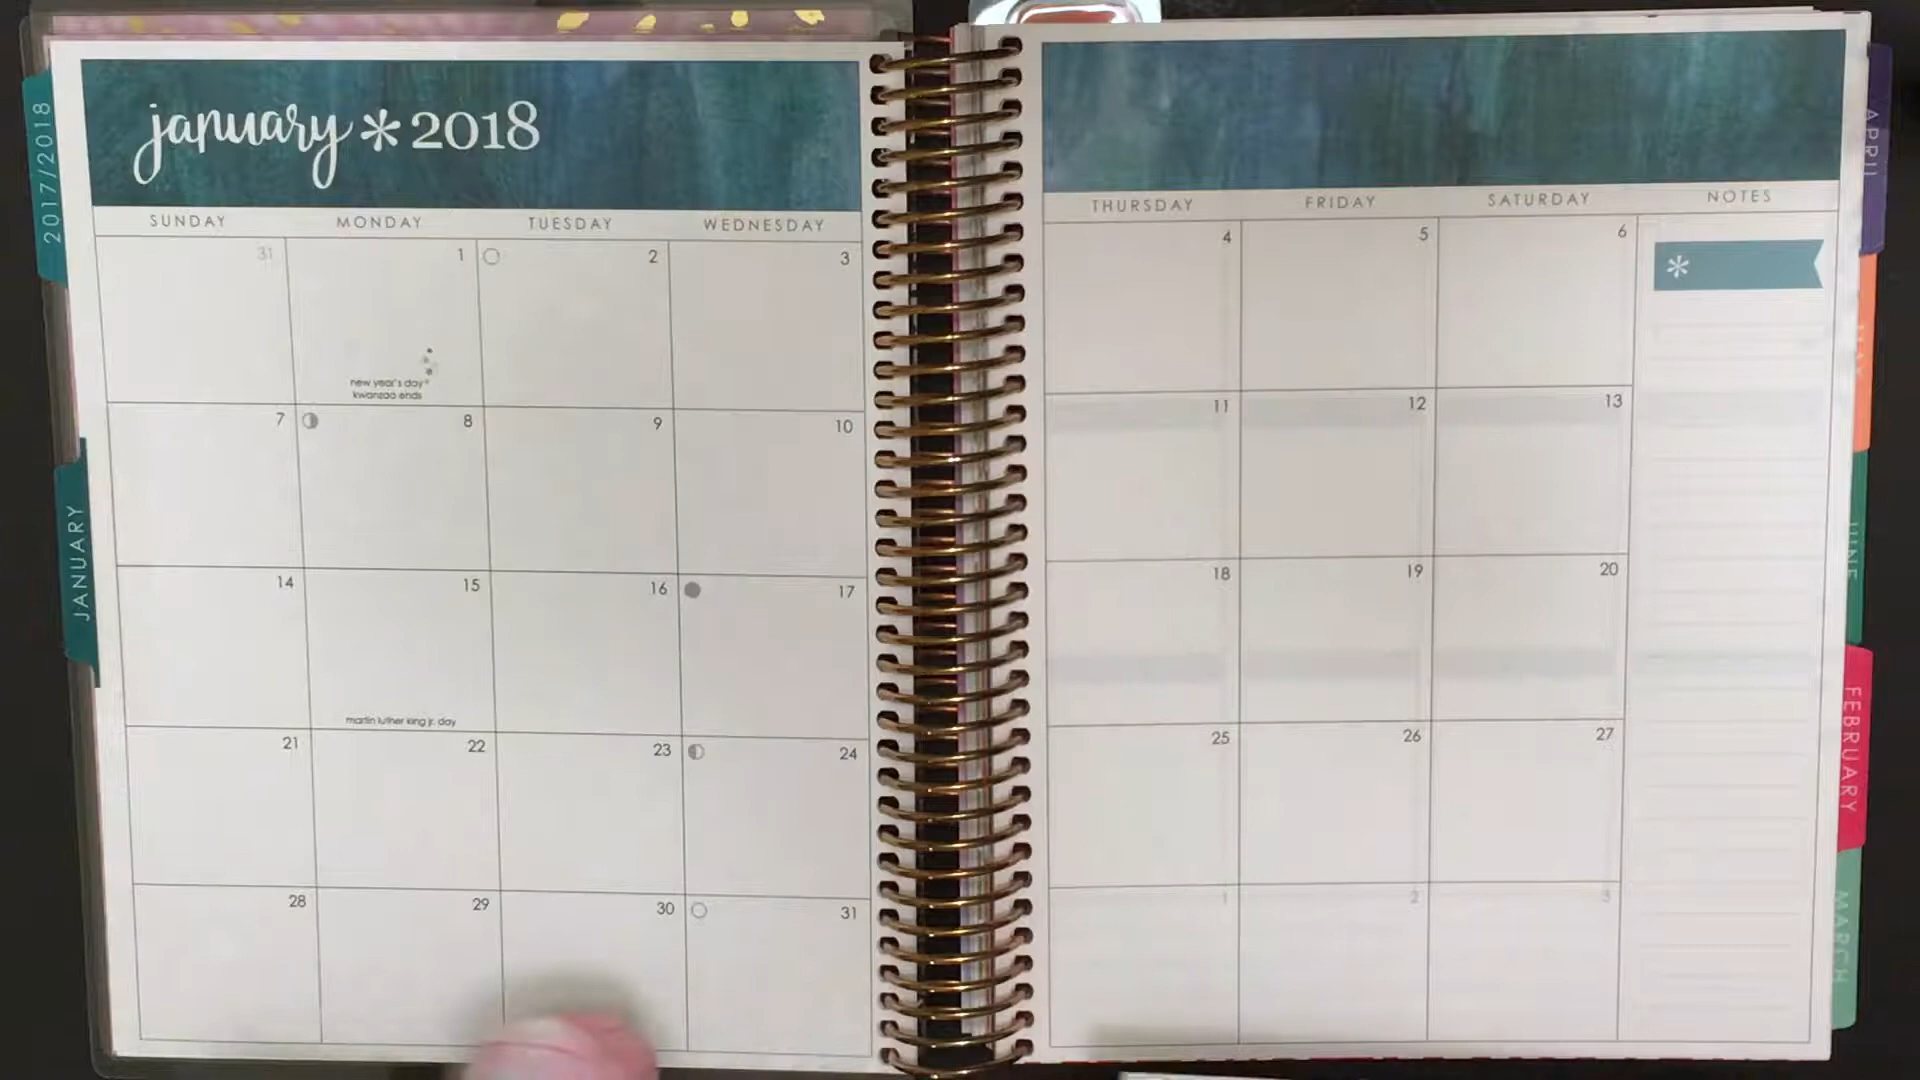 january * 2018
2017/2018
JANUARY
SUNDAY MONDAY TUESDAY WEDNESDAY THURSDAY FRIDAY SATURDAY NOTES
31 1 2 3 4 5 6
*
new year's day
kwanzaa ends
7 8 9 10 11 12 13
14 15 16 17 18 19 20
martin luther king jr. day
21 22 23 24 25 26 27
28 29 30 31 1 2 3
APRIL
MAY
JUNE
FEBRUARY
MARCH